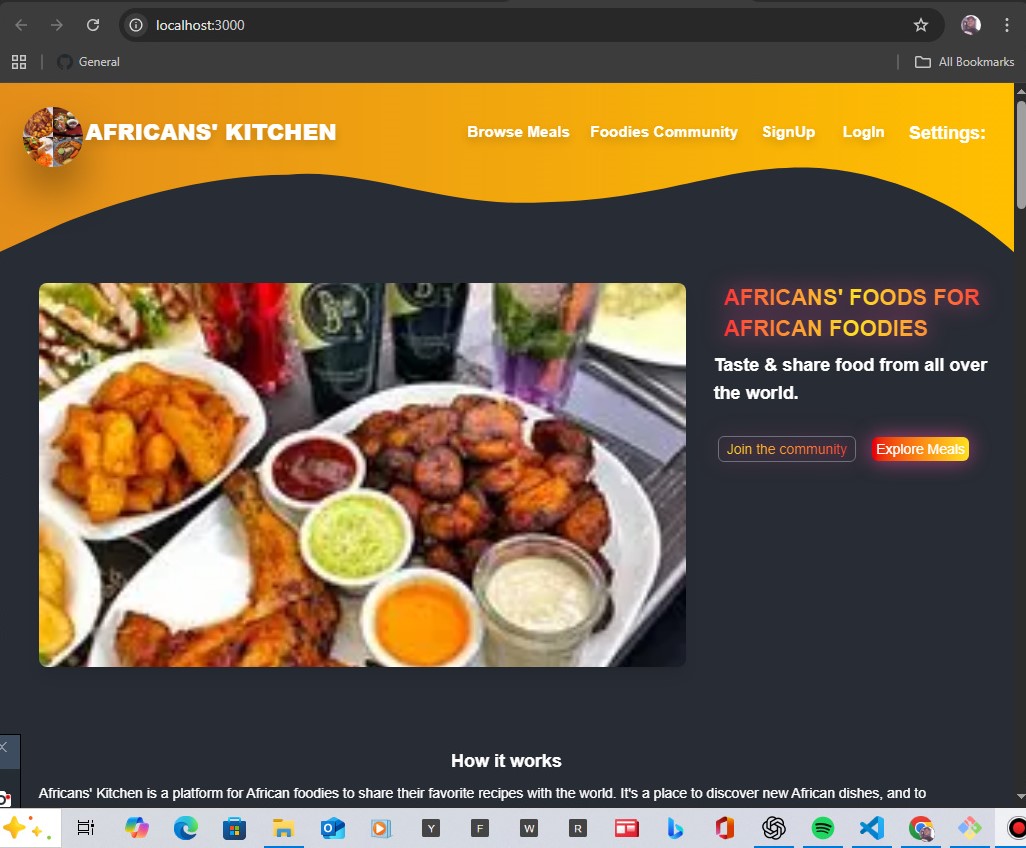 localhost:3000
General
All Bookmarks
AFRICANS' KITCHEN
Browse Meals
Foodies Community
SignUp
LogIn
Settings:
AFRICANS' FOODS FOR
AFRICAN FOODIES
Taste & share food from all over
the world.
Join the community
Explore Meals
How it works
Africans' Kitchen is a platform for African foodies to share their favorite recipes with the world. It's a place to discover new African dishes, and to
Y
F
W
R